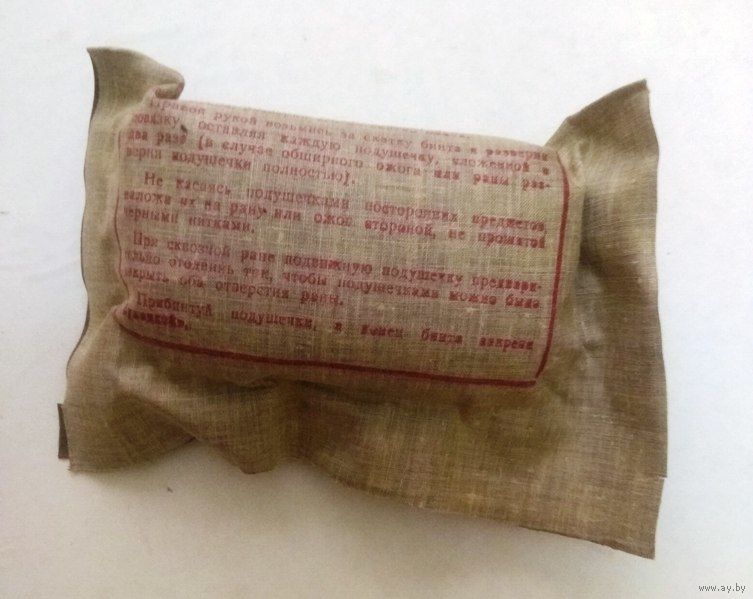 Правой рукой возьмись за скатку бинта и разверни
повязку, оставляя каждую подушечку, сложенной в
два раза (в случае обширного ожога или раны раз-
верни подушечки полностью).
Не касаясь подушечками посторонних предметов,
наложи их на рану или ожог стороной, не прошитой
черными нитками.
При сквозной ране подвижную подушечку предвари-
тельно отодвинь так, чтобы подушечками можно было
закрыть оба отверстия раны.
Прибинтуй подушечки, а конец бинта закрепи
булавкой.
www.ay.by